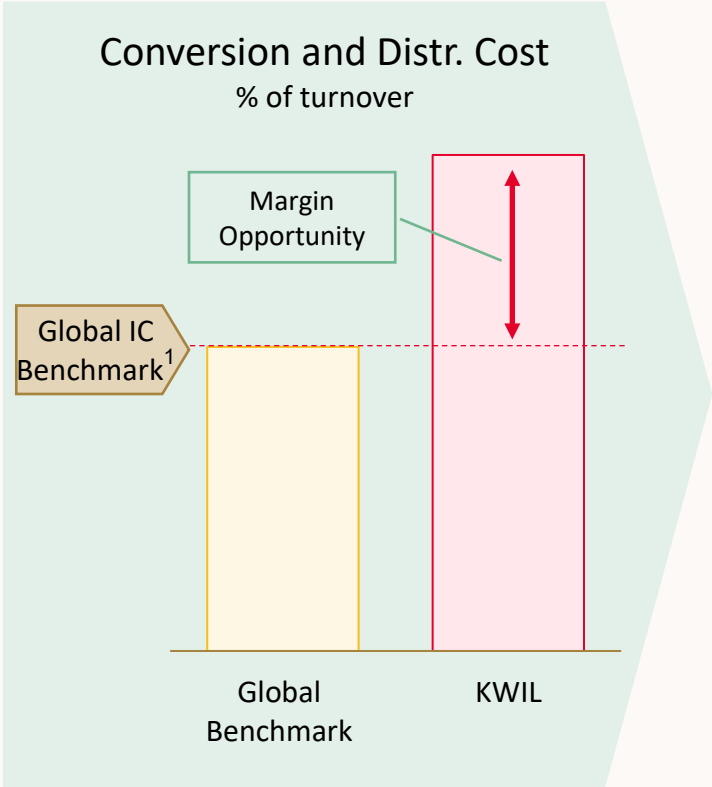 Conversion and Distr. Cost
% of turnover
Margin
Opportunity
Global IC
Benchmark¹
Global
Benchmark
KWIL